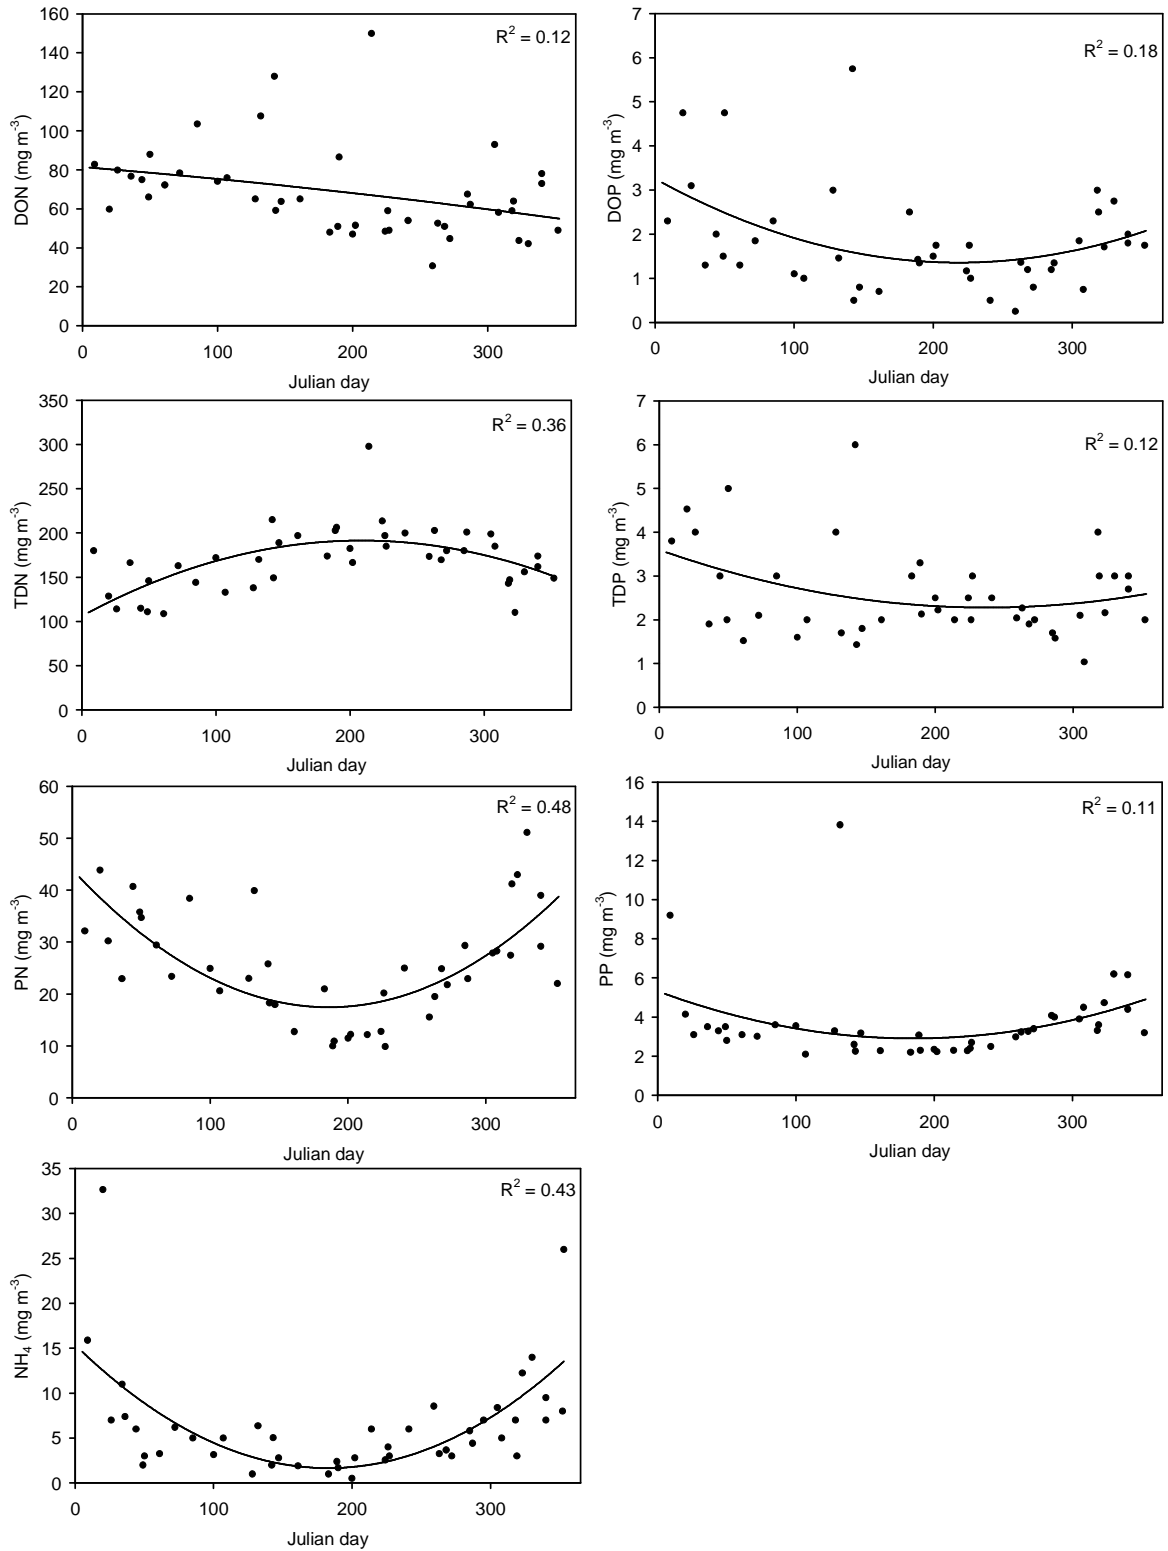 160
140
120
100
80
60
40
20
0
DON (mg m⁻³)
R² = 0.12
0 100 200 300
Julian day
7
6
5
4
3
2
1
0
DOP (mg m⁻³)
R² = 0.18
0 100 200 300
Julian day
350
300
250
200
150
100
50
0
TDN (mg m⁻³)
R² = 0.36
0 100 200 300
Julian day
7
6
5
4
3
2
1
0
TDP (mg m⁻³)
R² = 0.12
0 100 200 300
Julian day
60
50
40
30
20
10
0
PN (mg m⁻³)
R² = 0.48
0 100 200 300
Julian day
16
14
12
10
8
6
4
2
0
PP (mg m⁻³)
R² = 0.11
0 100 200 300
Julian day
35
30
25
20
15
10
5
0
NH₄ (mg m⁻³)
R² = 0.43
0 100 200 300
Julian day